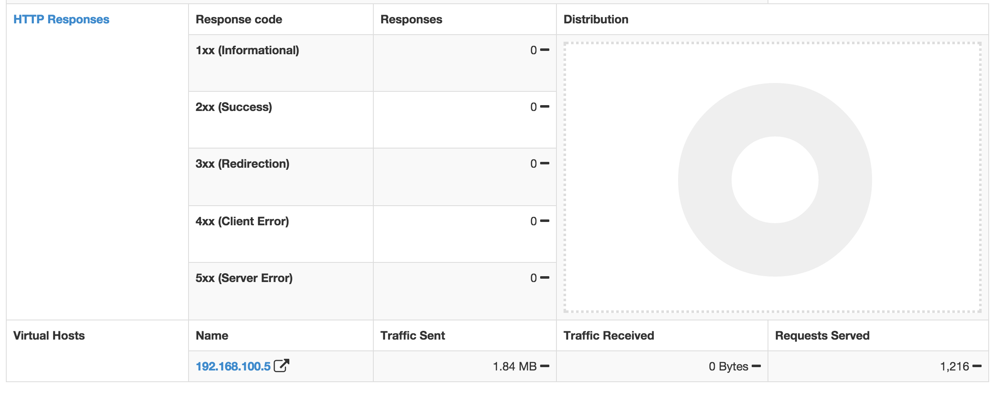 HTTP Responses Response code Responses Distribution
1xx (Informational) 0
2xx (Success) 0
3xx (Redirection) 0
4xx (Client Error) 0
5xx (Server Error) 0
Virtual Hosts Name Traffic Sent Traffic Received Requests Served
192.168.100.5 1.84 MB 0 Bytes 1,216